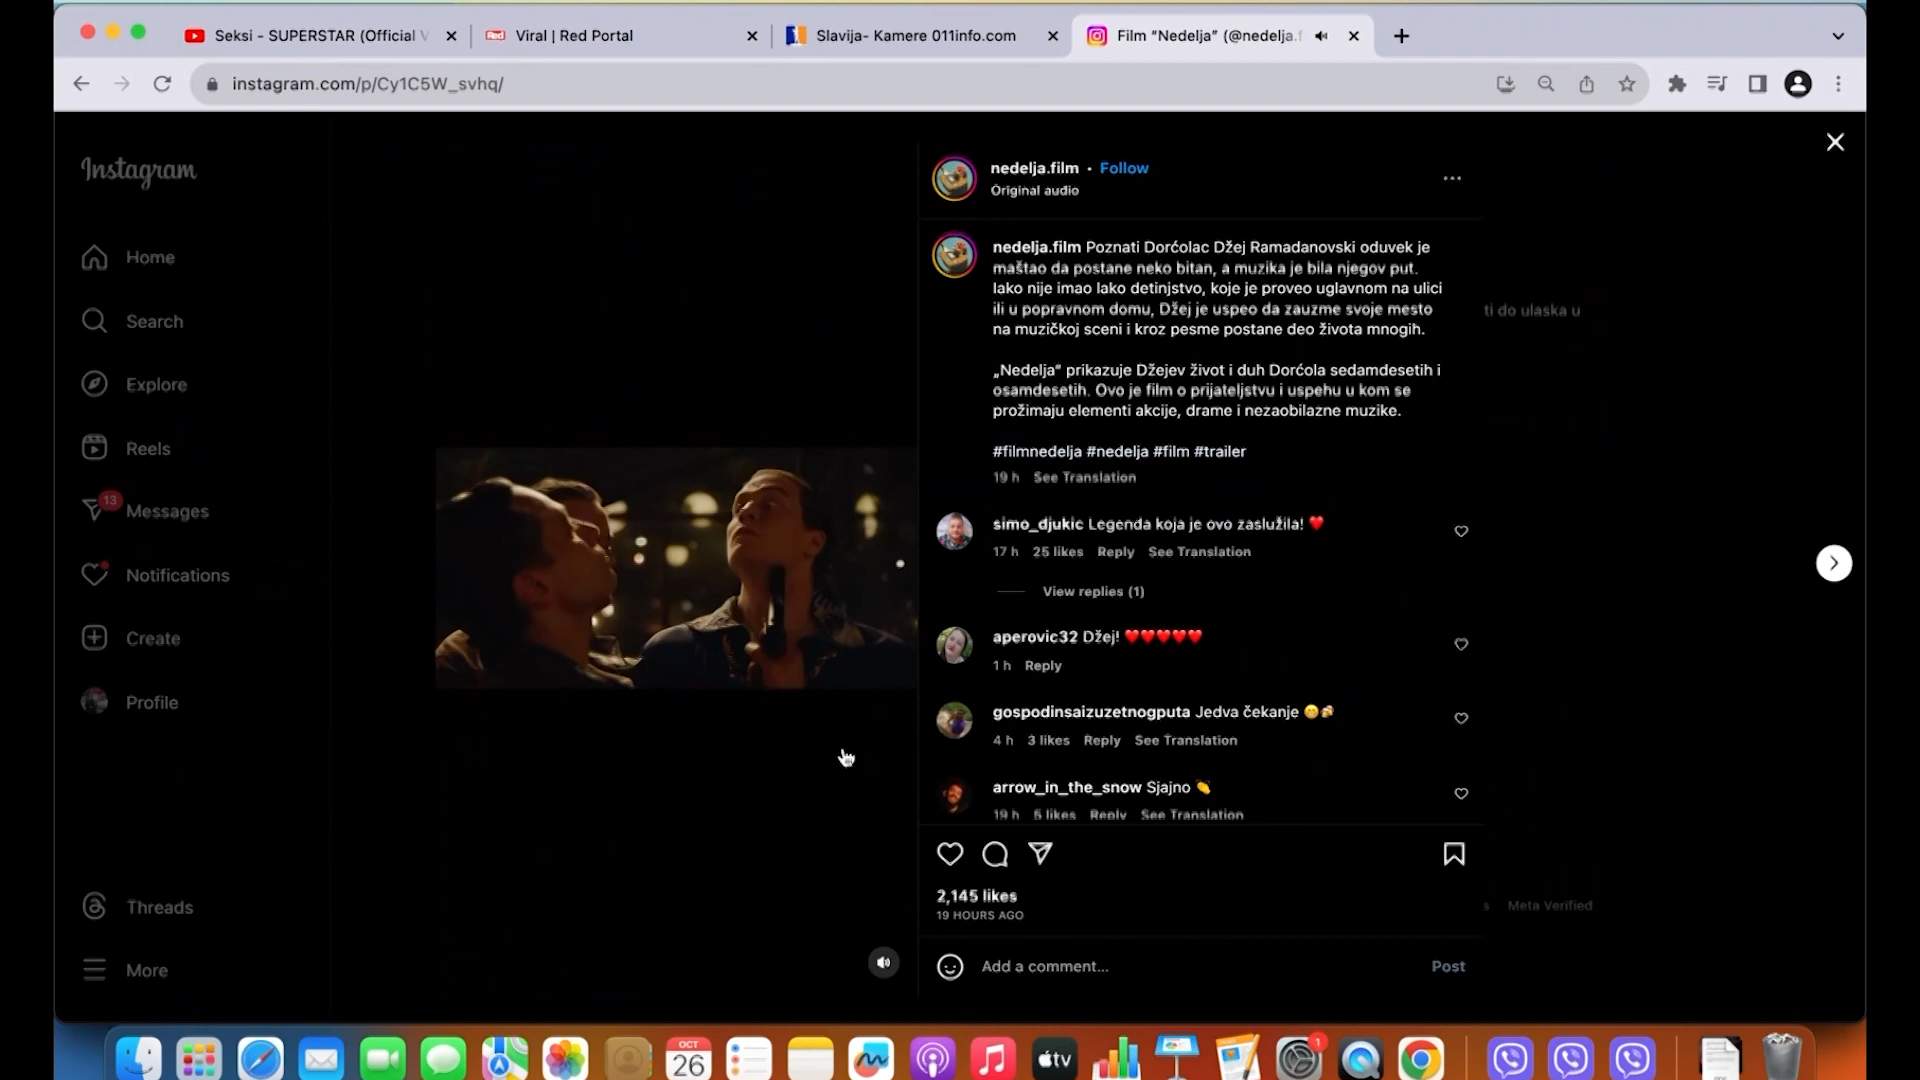 Seksi - SUPERSTAR (Official V
Viral | Red Portal
Slavija- Kamere 011info.com
Film “Nedelja” (@nedelja.f
instagram.com/p/Cy1C5W_svhq/
Instagram
Home
Search
Explore
Reels
13
Messages
Notifications
Create
Profile
Threads
More
nedelja.film • Follow
Original audio
nedelja.film Poznati Dorćolac Džej Ramadanovski oduvek je
maštao da postane neko bitan, a muzika je bila njegov put.
Iako nije imao lako detinjstvo, koje je proveo uglavnom na ulici
ili u popravnom domu, Džej je uspeo da zauzme svoje mesto
na muzičkoj sceni i kroz pesme postane deo života mnogih.
„Nedelja“ prikazuje Džejev život i duh Dorćola sedamdesetih i
osamdesetih. Ovo je film o prijateljstvu i uspehu u kom se
prožimaju elementi akcije, drame i nezaobilazne muzike.
#filmnedelja #nedelja #film #trailer
19 h See Translation
simo_djukic Legenda koja je ovo zaslužila! ❤️
17 h 25 likes Reply See Translation
View replies (1)
aperovic32 Džej! ❤️❤️❤️❤️❤️
1 h Reply
gospodinsaizuzetnogputa Jedva čekanje 😁🍻
4 h 3 likes Reply See Translation
arrow_in_the_snow Sjajno 👏
19 h 5 likes Reply See Translation
2,145 likes
19 HOURS AGO
Add a comment...
Post
ti do ulaska u
s Meta Verified
OCT
26
tv
1